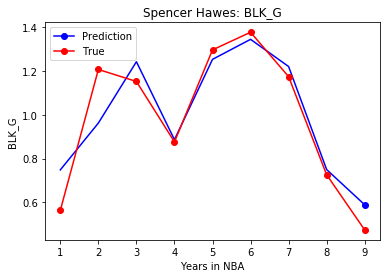 Spencer Hawes: BLK_G
Prediction
True
1.4
1.2
1.0
0.8
0.6
BLK_G
1 2 3 4 5 6 7 8 9
Years in NBA